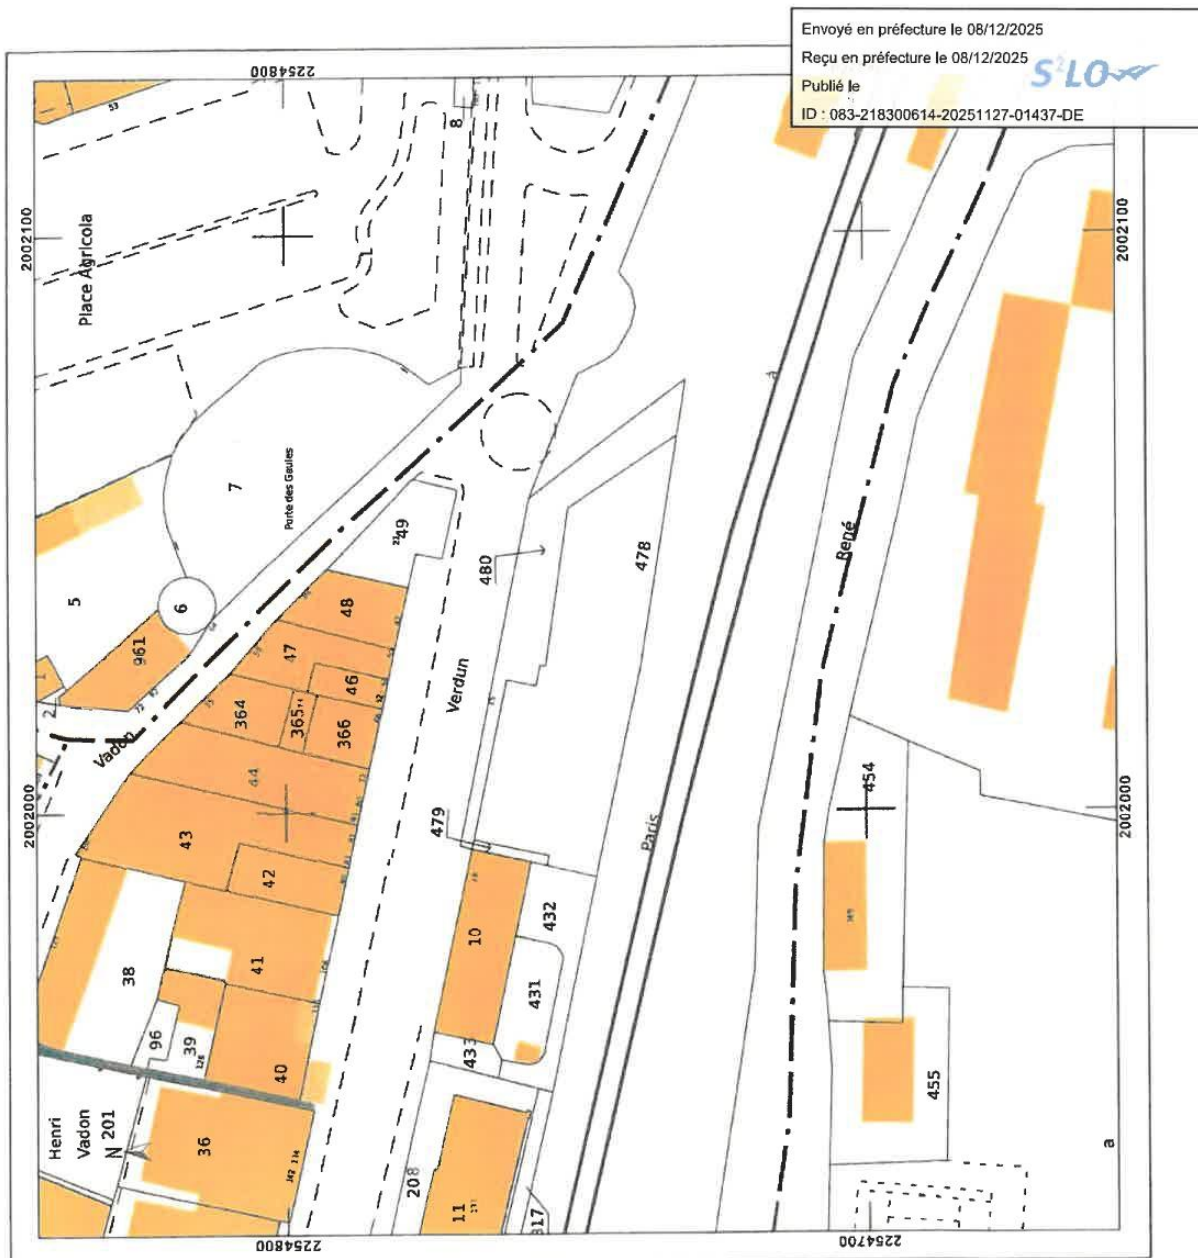 Envoyé en préfecture le 08/12/2025
Reçu en préfecture le 08/12/2025
Publié le
S²LO
ID : 083-218300614-20251127-01437-DE
2254800
53
8
2002100
2002100
Place Agricola
7
Porte des Gaules
5
6
961
1
2
49
48
47
46
364
365
366
44
43
42
41
38
96
39
40
36
Vadon
Verdun
480
478
479
René
Paris
454
2002000
2002000
10
432
431
433
455
Henri
Vadon
N 201
208
11
317
a
2254800
2254700